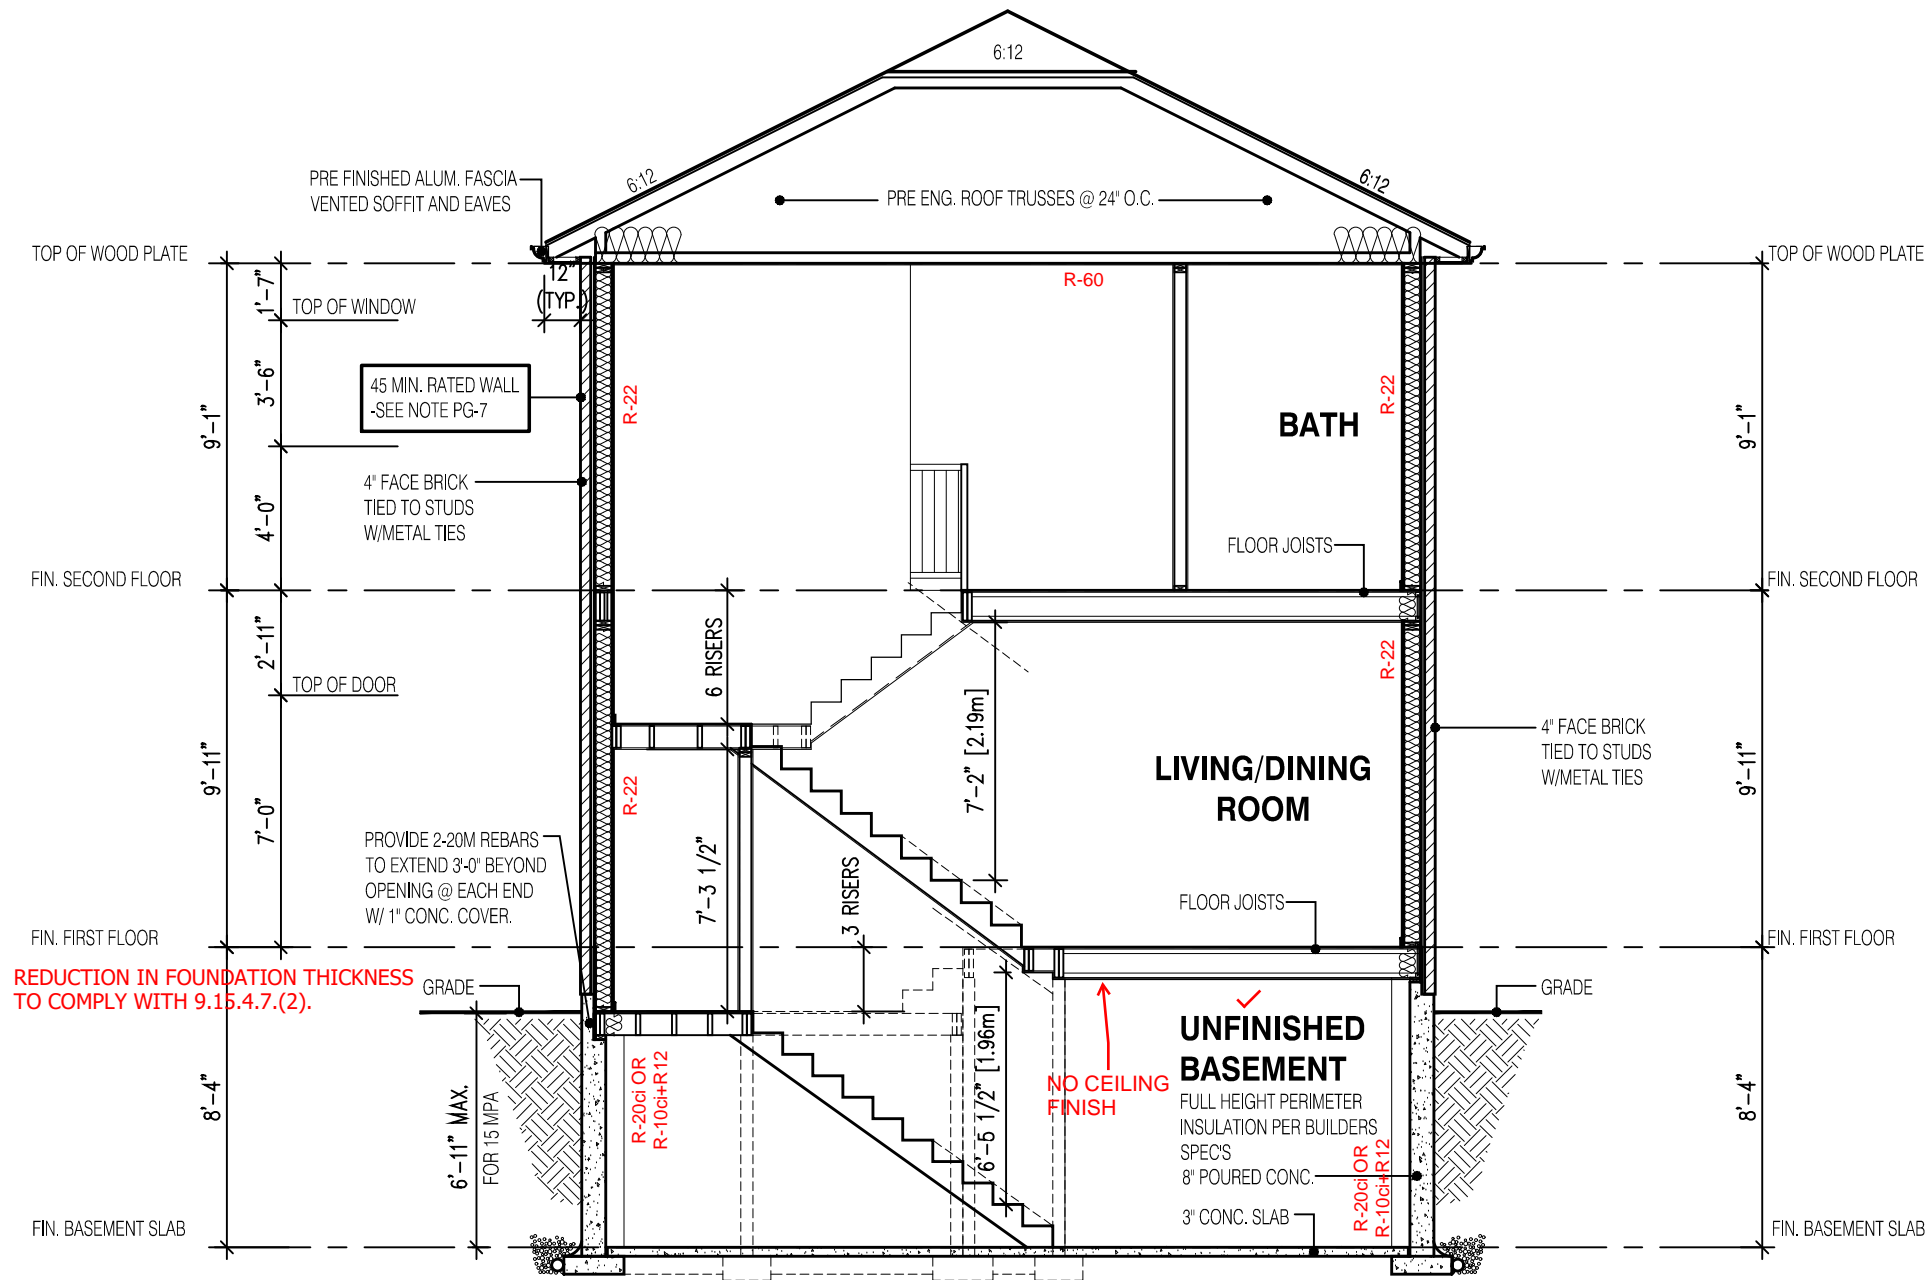 6:12
6:12
6:12
PRE FINISHED ALUM. FASCIA
VENTED SOFFIT AND EAVES
PRE ENG. ROOF TRUSSES @ 24" O.C.
TOP OF WOOD PLATE
TOP OF WOOD PLATE
12"
(TYP.)
R-60
1'-7"
TOP OF WINDOW
3'-6"
45 MIN. RATED WALL
-SEE NOTE PG-7
R-22
R-22
9'-1"
9'-1"
BATH
4" FACE BRICK
TIED TO STUDS
W/METAL TIES
4'-0"
FLOOR JOISTS
FIN. SECOND FLOOR
FIN. SECOND FLOOR
2'-11"
6 RISERS
R-22
TOP OF DOOR
7'-2" [2.19m]
4" FACE BRICK
TIED TO STUDS
W/METAL TIES
9'-11"
9'-11"
LIVING/DINING
ROOM
R-22
7'-0"
PROVIDE 2-20M REBARS
TO EXTEND 3'-0" BEYOND
OPENING @ EACH END
W/ 1" CONC. COVER.
7'-3 1/2"
3 RISERS
FLOOR JOISTS
FIN. FIRST FLOOR
FIN. FIRST FLOOR
REDUCTION IN FOUNDATION THICKNESS
TO COMPLY WITH 9.15.4.7.(2).
GRADE
GRADE
UNFINISHED
BASEMENT
NO CEILING
FINISH
FULL HEIGHT PERIMETER
INSULATION PER BUILDERS
SPEC'S
8" POURED CONC.
3" CONC. SLAB
8'-4"
8'-4"
6'-11" MAX.
FOR 15 MPA
R-20ci OR
R-10ci+R12
6'-5 1/2" [1.96m]
R-20ci OR
R-10ci+R12
FIN. BASEMENT SLAB
FIN. BASEMENT SLAB